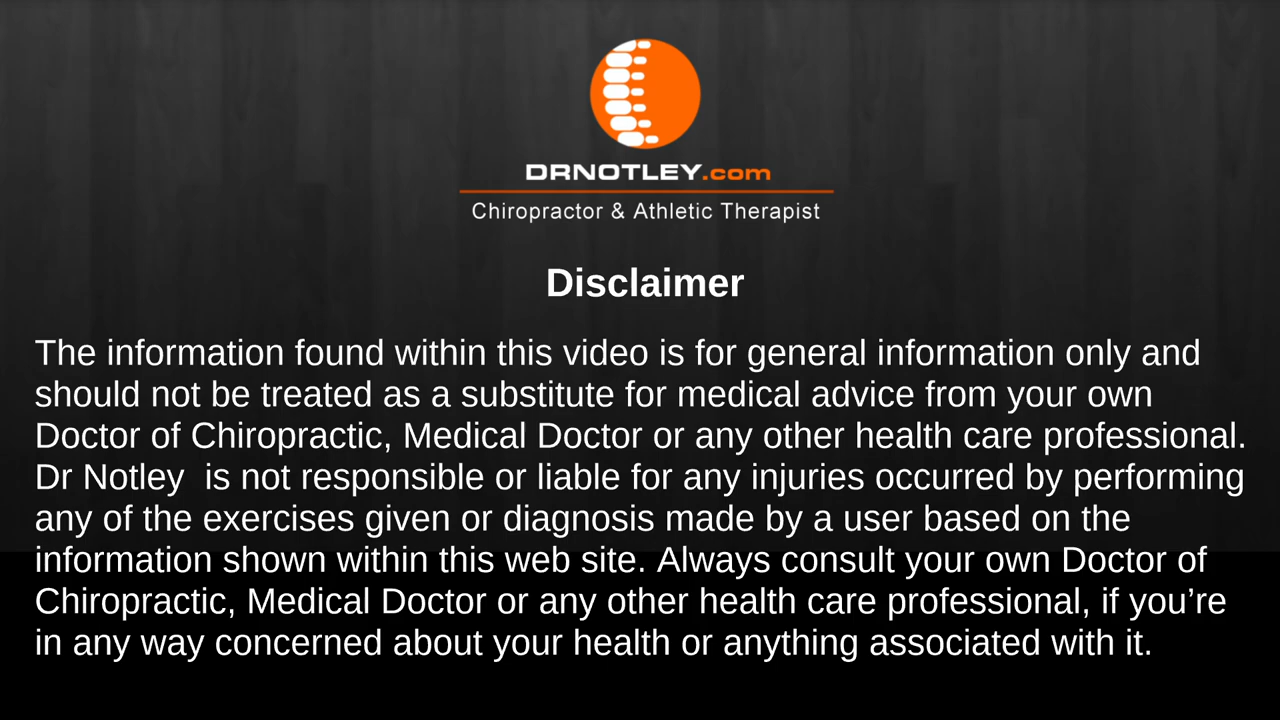 DRNOTLEY.com
Chiropractor & Athletic Therapist
Disclaimer
The information found within this video is for general information only and
should not be treated as a substitute for medical advice from your own
Doctor of Chiropractic, Medical Doctor or any other health care professional.
Dr Notley  is not responsible or liable for any injuries occurred by performing
any of the exercises given or diagnosis made by a user based on the
information shown within this web site. Always consult your own Doctor of
Chiropractic, Medical Doctor or any other health care professional, if you’re
in any way concerned about your health or anything associated with it.